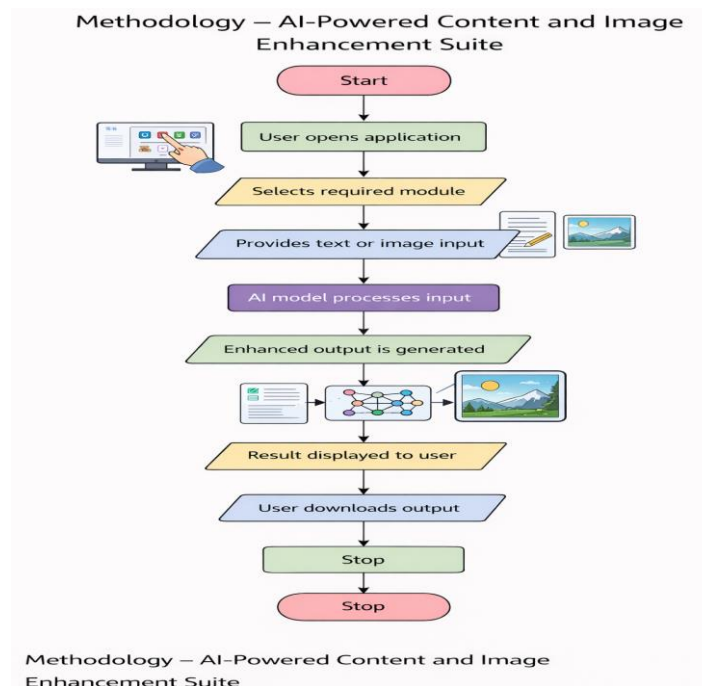 Methodology – AI-Powered Content and Image
Enhancement Suite
Start
User opens application
Selects required module
Provides text or image input
AI model processes input
Enhanced output is generated
Result displayed to user
User downloads output
Stop
Stop
Methodology – AI-Powered Content and Image
Enhancement Suite